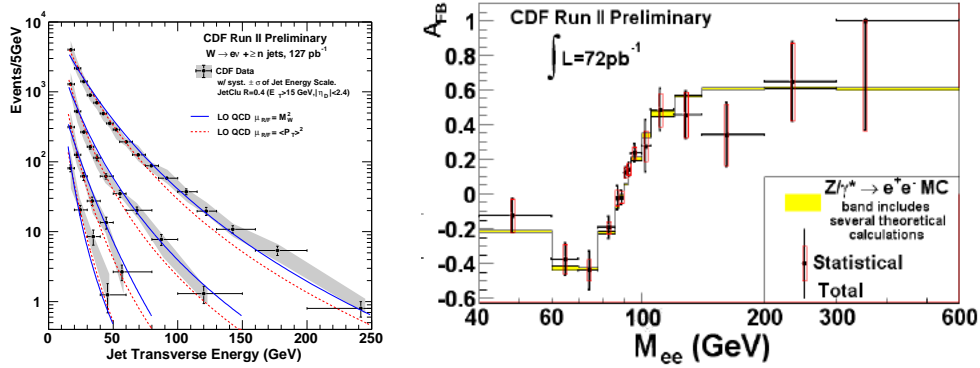 CDF Run II Preliminary
W → eν + ≥ n jets, 127 pb⁻¹
CDF Data
w/ syst. ± σ of Jet Energy Scale.
JetClu R=0.4 (E_T>15 GeV,|η_D|<2.4)
LO QCD μ_R/F = M_W²
LO QCD μ_R/F = <P_T>²
Events/5GeV
10⁴
10³
10²
10
1
0 50 100 150 200 250
Jet Transverse Energy (GeV)
CDF Run II Preliminary
∫ L=72pb⁻¹
A_FB
1
0.8
0.6
0.4
0.2
0
-0.2
-0.4
-0.6
Z/γ* → e⁺e⁻ MC
band includes
several theoretical
calculations
Statistical
Total
40 60 100 200 300 600
M_ee (GeV)